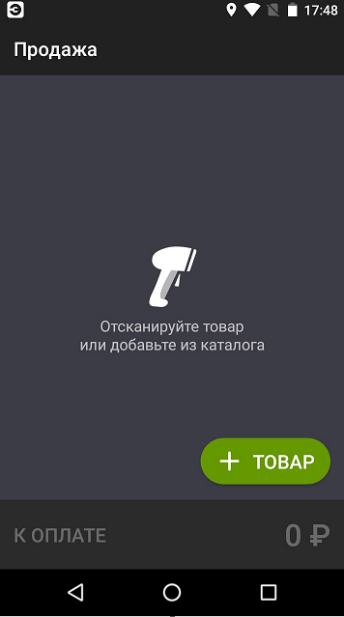 17:48
Продажа
Отсканируйте товар
или добавьте из каталога
+ ТОВАР
К ОПЛАТЕ 0 ₽